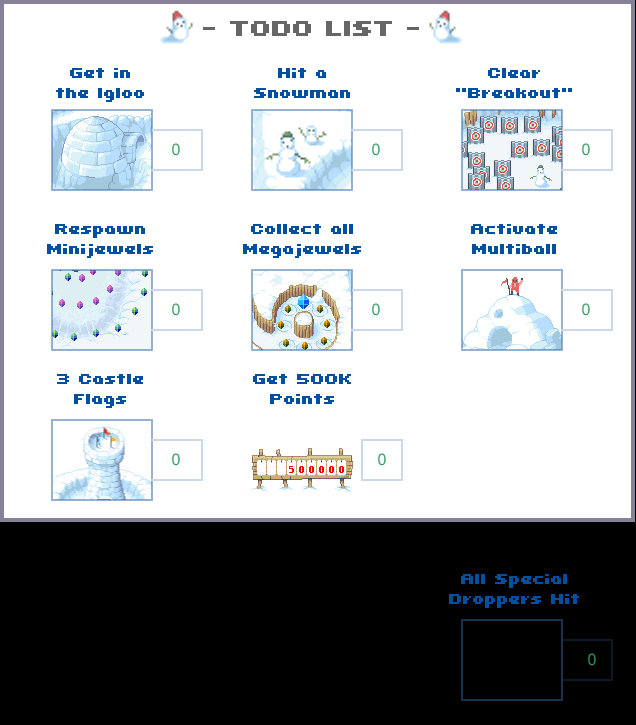 - TODO LIST -
Get in
the Igloo
0
Hit a
Snowman
0
Clear
"Breakout"
0
Respawn
Minijewels
0
Collect all
Megajewels
0
Activate
Multiball
0
3 Castle
Flags
0
Get 500K
Points
500000
0
All Special
Droppers Hit
0